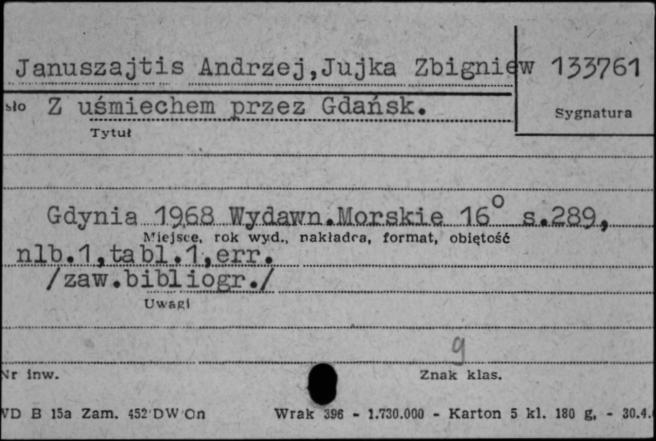 Januszajtis Andrzej,Jujka Zbigniew 133761
sło Z uśmiechem przez Gdańsk.
Sygnatura
Tytuł
Gdynia 1968 Wydawn.Morskie 16° s.289,
Miejsce, rok wyd., nakładca, format, objętość
nlb.1,tabl.1,err.
/zaw.bibliogr./
Uwagi
g
Nr inw. Znak klas.
WD B 15a Zam. 452 DW Gn Wrak 396 - 1.730.000 - Karton 5 kl. 180 g, - 30.4.